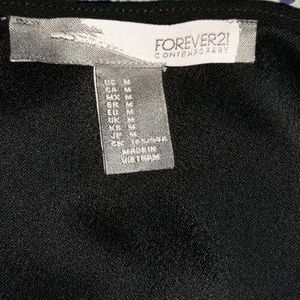 FOREVER21
CONTEMPORARY
US M
CA M
MX M
BR M
EU M
UK M
KR M
JP M
MADE IN
VIETNAM